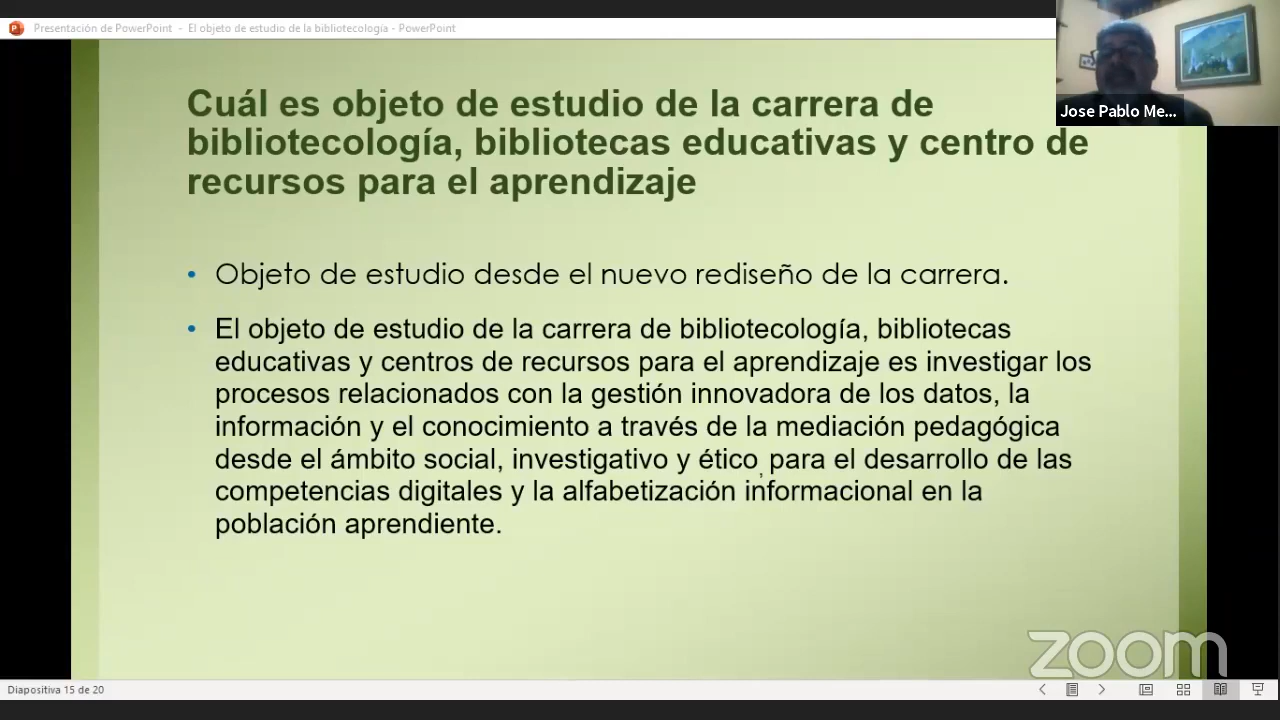 Presentación de PowerPoint - El objeto de estudio de la bibliotecología - PowerPoint
Jose Pablo Me...
Cuál es objeto de estudio de la carrera de
bibliotecología, bibliotecas educativas y centro de
recursos para el aprendizaje
• Objeto de estudio desde el nuevo rediseño de la carrera.
• El objeto de estudio de la carrera de bibliotecología, bibliotecas
educativas y centros de recursos para el aprendizaje es investigar los
procesos relacionados con la gestión innovadora de los datos, la
información y el conocimiento a través de la mediación pedagógica
desde el ámbito social, investigativo y ético, para el desarrollo de las
competencias digitales y la alfabetización informacional en la
población aprendiente.
zoom
Diapositiva 15 de 20